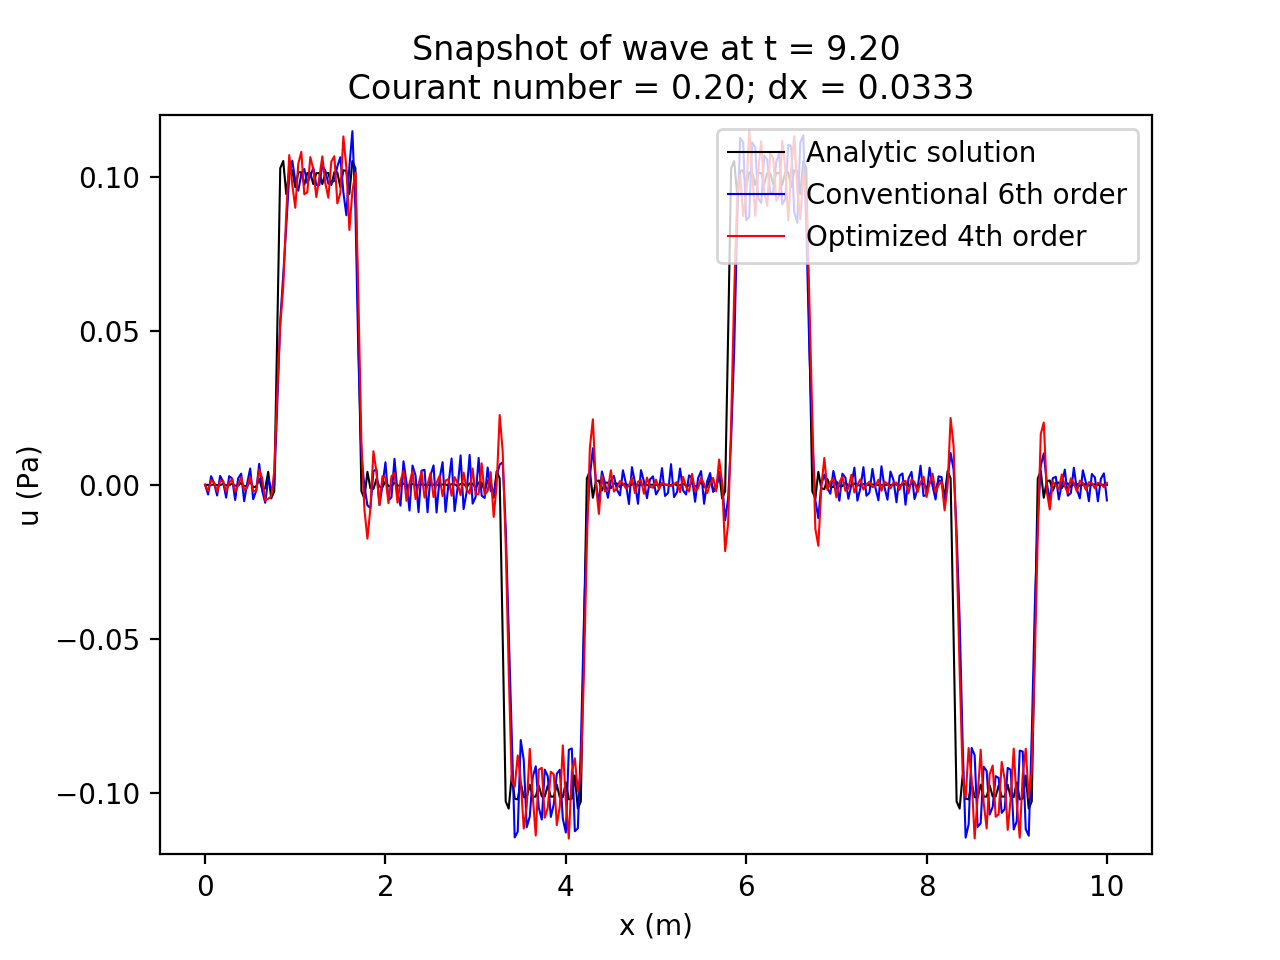 Snapshot of wave at t = 9.20
Courant number = 0.20; dx = 0.0333
Analytic solution
Conventional 6th order
Optimized 4th order
0.10
0.05
0.00
−0.05
−0.10
u (Pa)
0 2 4 6 8 10
x (m)